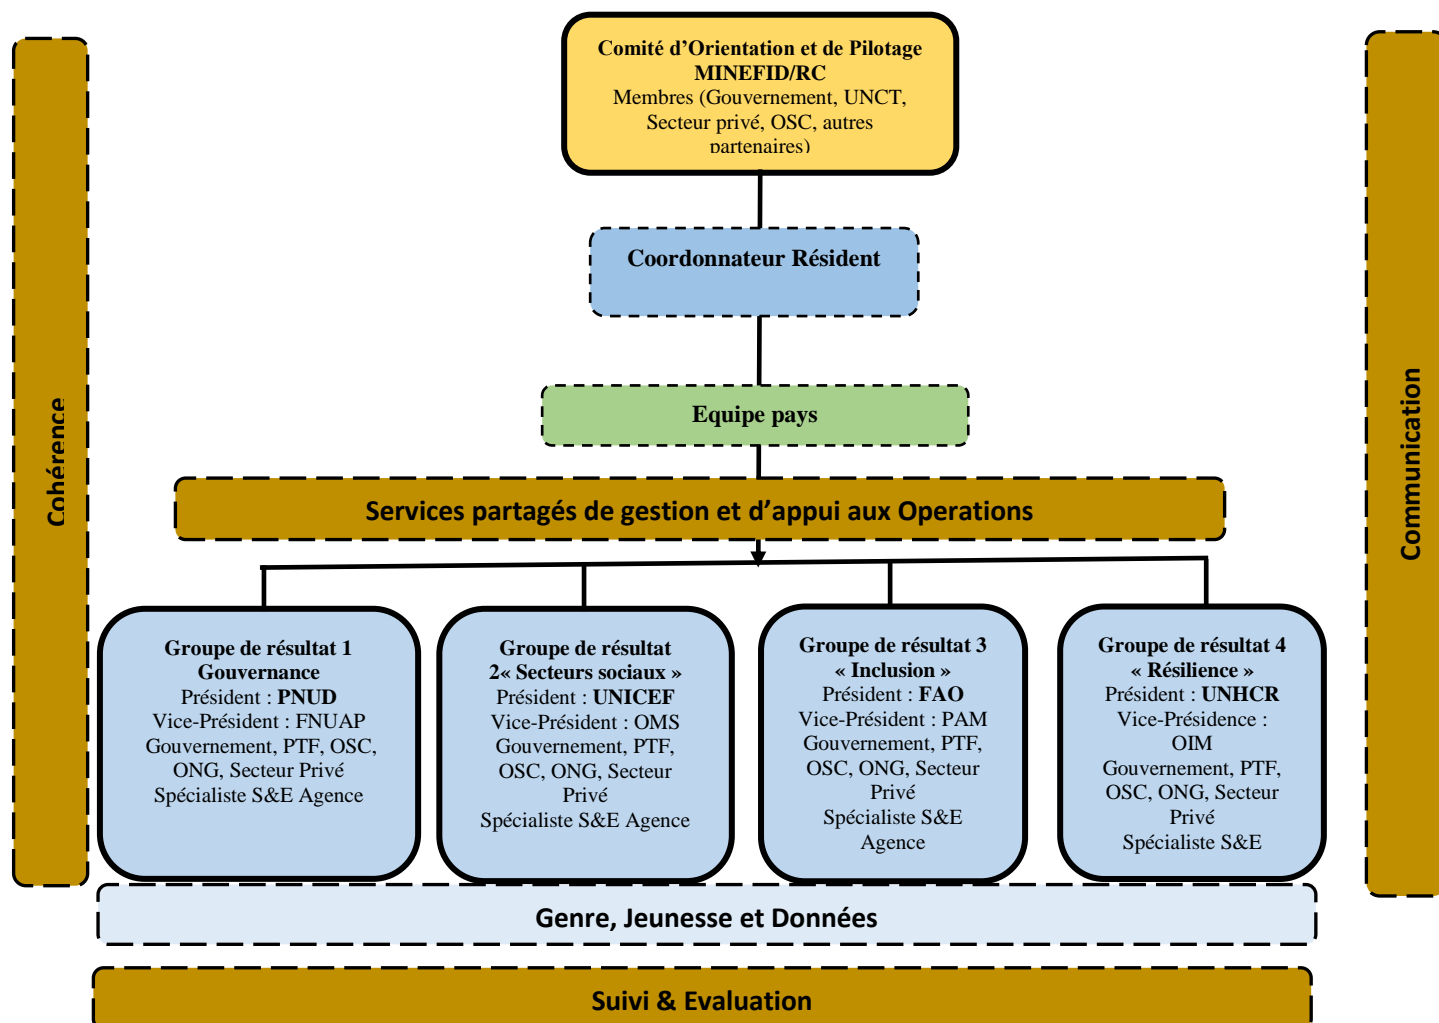 Comité d'Orientation et de Pilotage
MINEFID/RC
Membres (Gouvernement, UNCT,
Secteur privé, OSC, autres
partenaires)
Cohérence
Communication
Coordonnateur Résident
Equipe pays
Services partagés de gestion et d'appui aux Operations
Groupe de résultat 1
Gouvernance
Président : PNUD
Vice-Président : FNUAP
Gouvernement, PTF, OSC,
ONG, Secteur Privé
Spécialiste S&E Agence
Groupe de résultat
2« Secteurs sociaux »
Président : UNICEF
Vice-Président : OMS
Gouvernement, PTF,
OSC, ONG, Secteur
Privé
Spécialiste S&E Agence
Groupe de résultat 3
« Inclusion »
Président : FAO
Vice-Président : PAM
Gouvernement, PTF,
OSC, ONG, Secteur
Privé
Spécialiste S&E
Agence
Groupe de résultat 4
« Résilience »
Président : UNHCR
Vice-Présidence :
OIM
Gouvernement, PTF,
OSC, ONG, Secteur
Privé
Spécialiste S&E
Genre, Jeunesse et Données
Suivi & Evaluation